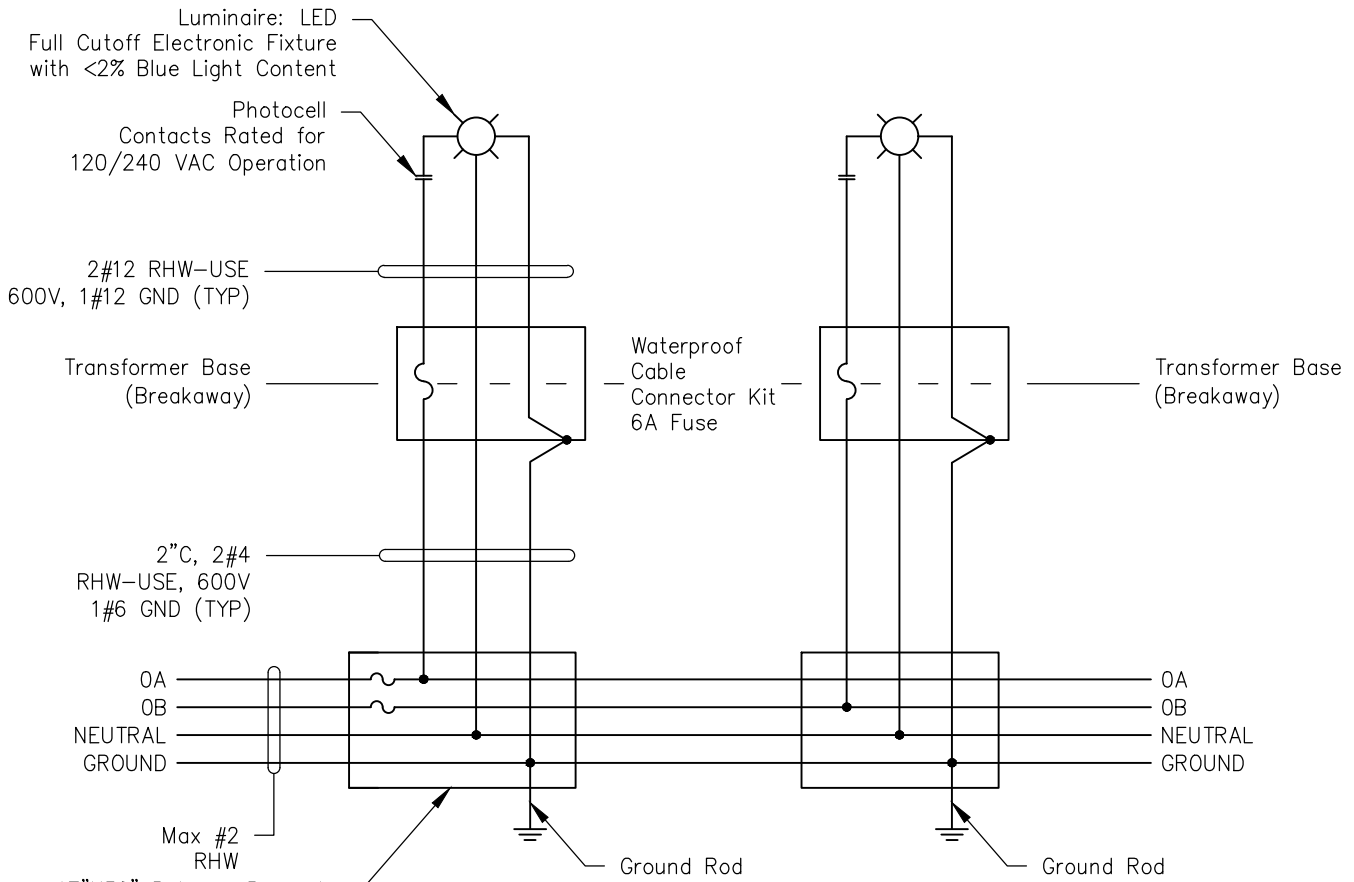 Luminaire: LED
Full Cutoff Electronic Fixture
with <2% Blue Light Content
Photocell
Contacts Rated for
120/240 VAC Operation
2#12 RHW-USE
600V, 1#12 GND (TYP)
Transformer Base
(Breakaway)
Waterproof
Cable
Connector Kit
6A Fuse
Transformer Base
(Breakaway)
2"C, 2#4
RHW-USE, 600V
1#6 GND (TYP)
0A
0B
NEUTRAL
GROUND
0A
0B
NEUTRAL
GROUND
Max #2
RHW
Ground Rod
Ground Rod